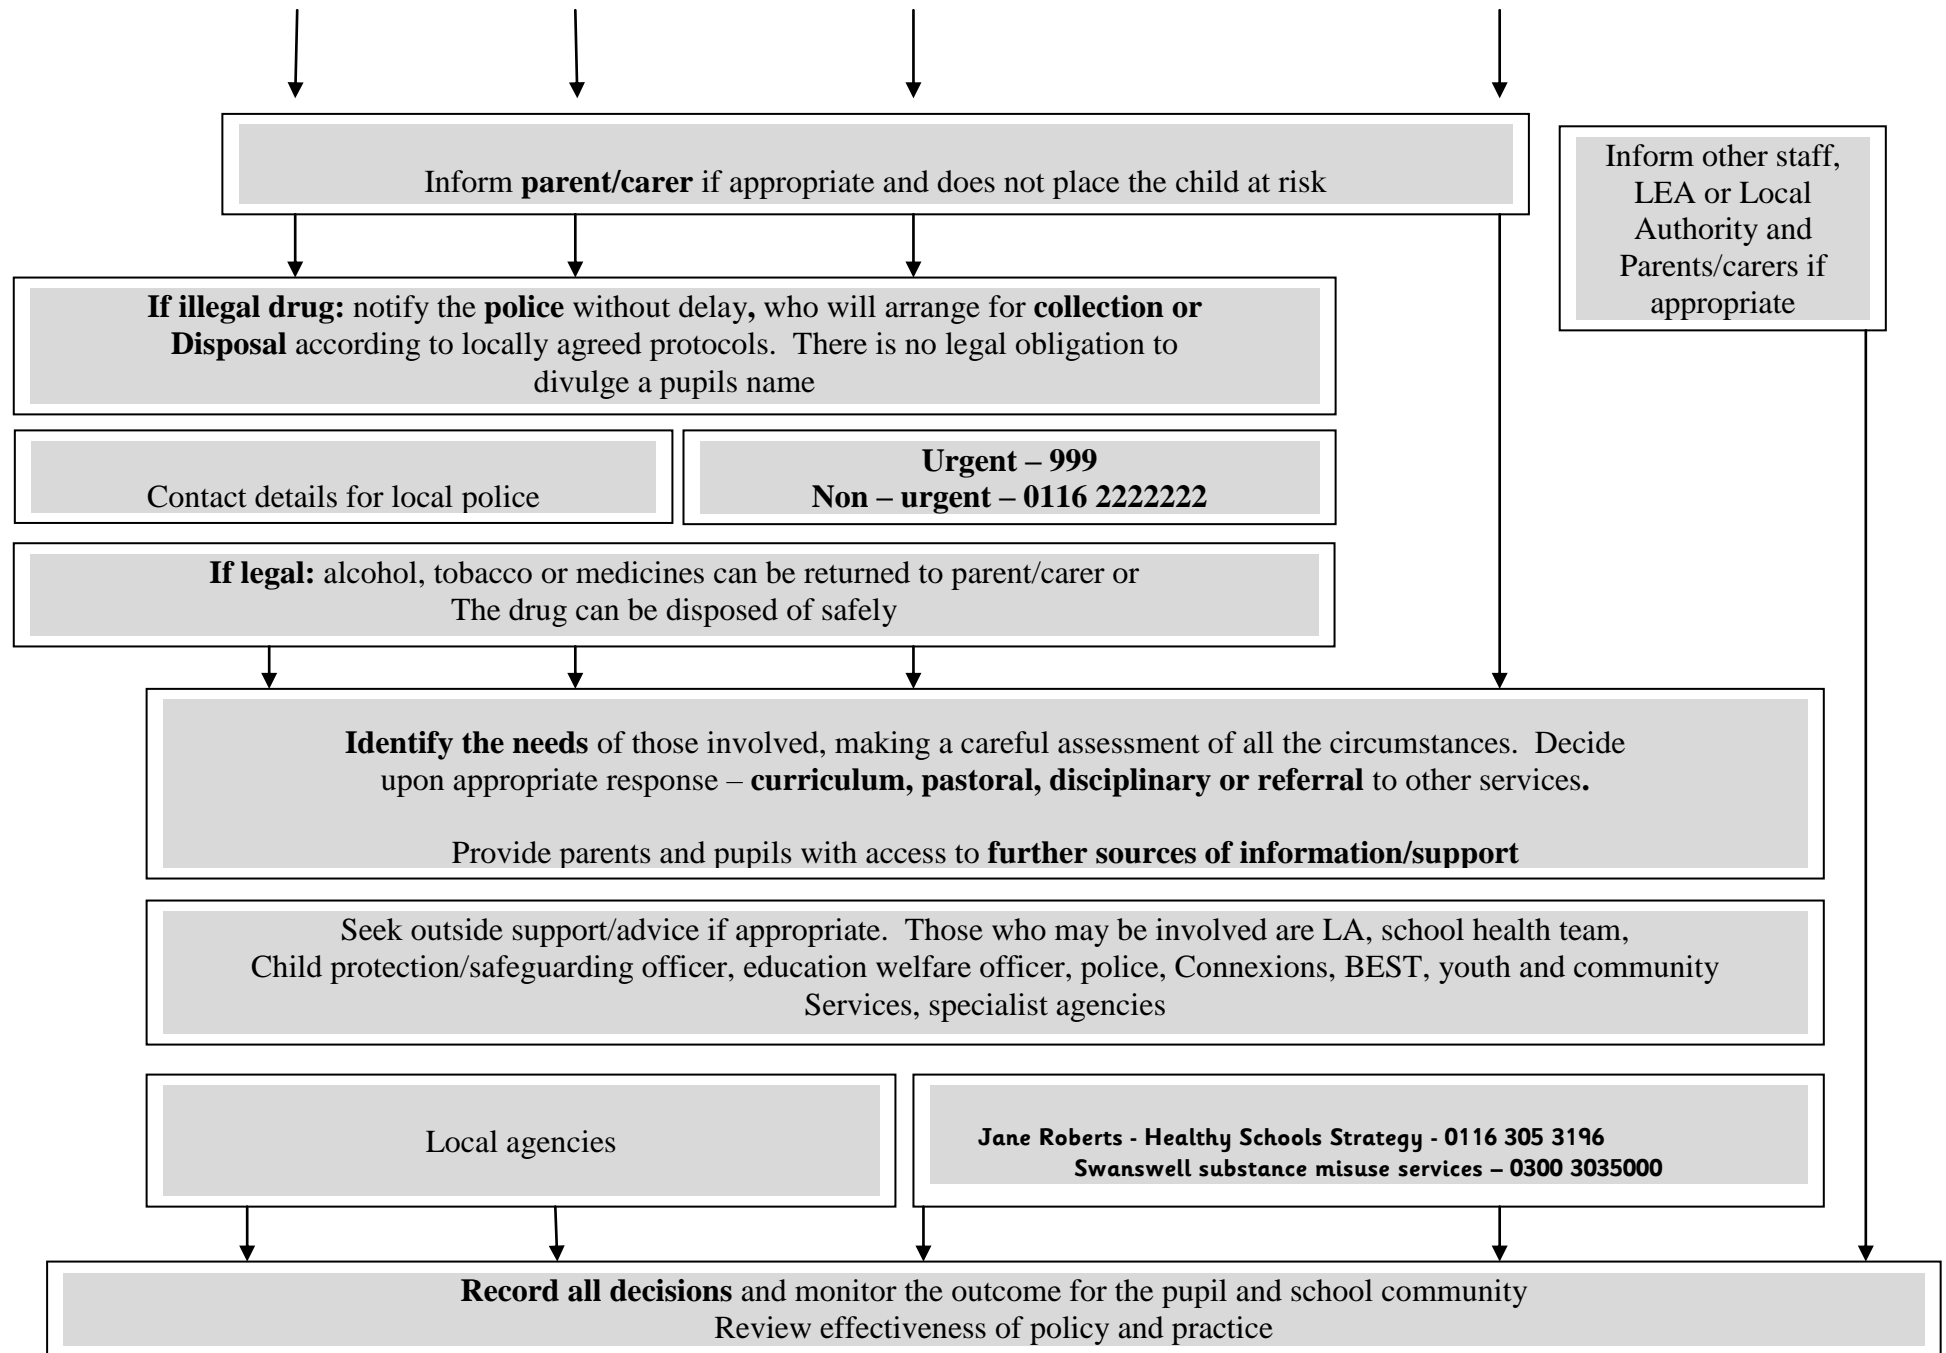 Inform parent/carer if appropriate and does not place the child at risk
Inform other staff,
LEA or Local
Authority and
Parents/carers if
appropriate
If illegal drug: notify the police without delay, who will arrange for collection or
Disposal according to locally agreed protocols.  There is no legal obligation to
divulge a pupils name
Contact details for local police
Urgent – 999
Non – urgent – 0116 2222222
If legal: alcohol, tobacco or medicines can be returned to parent/carer or
The drug can be disposed of safely
Identify the needs of those involved, making a careful assessment of all the circumstances.  Decide
upon appropriate response – curriculum, pastoral, disciplinary or referral to other services.
Provide parents and pupils with access to further sources of information/support
Seek outside support/advice if appropriate.  Those who may be involved are LA, school health team,
Child protection/safeguarding officer, education welfare officer, police, Connexions, BEST, youth and community
Services, specialist agencies
Local agencies
Jane Roberts - Healthy Schools Strategy - 0116 305 3196
Swanswell substance misuse services – 0300 3035000
Record all decisions and monitor the outcome for the pupil and school community
Review effectiveness of policy and practice